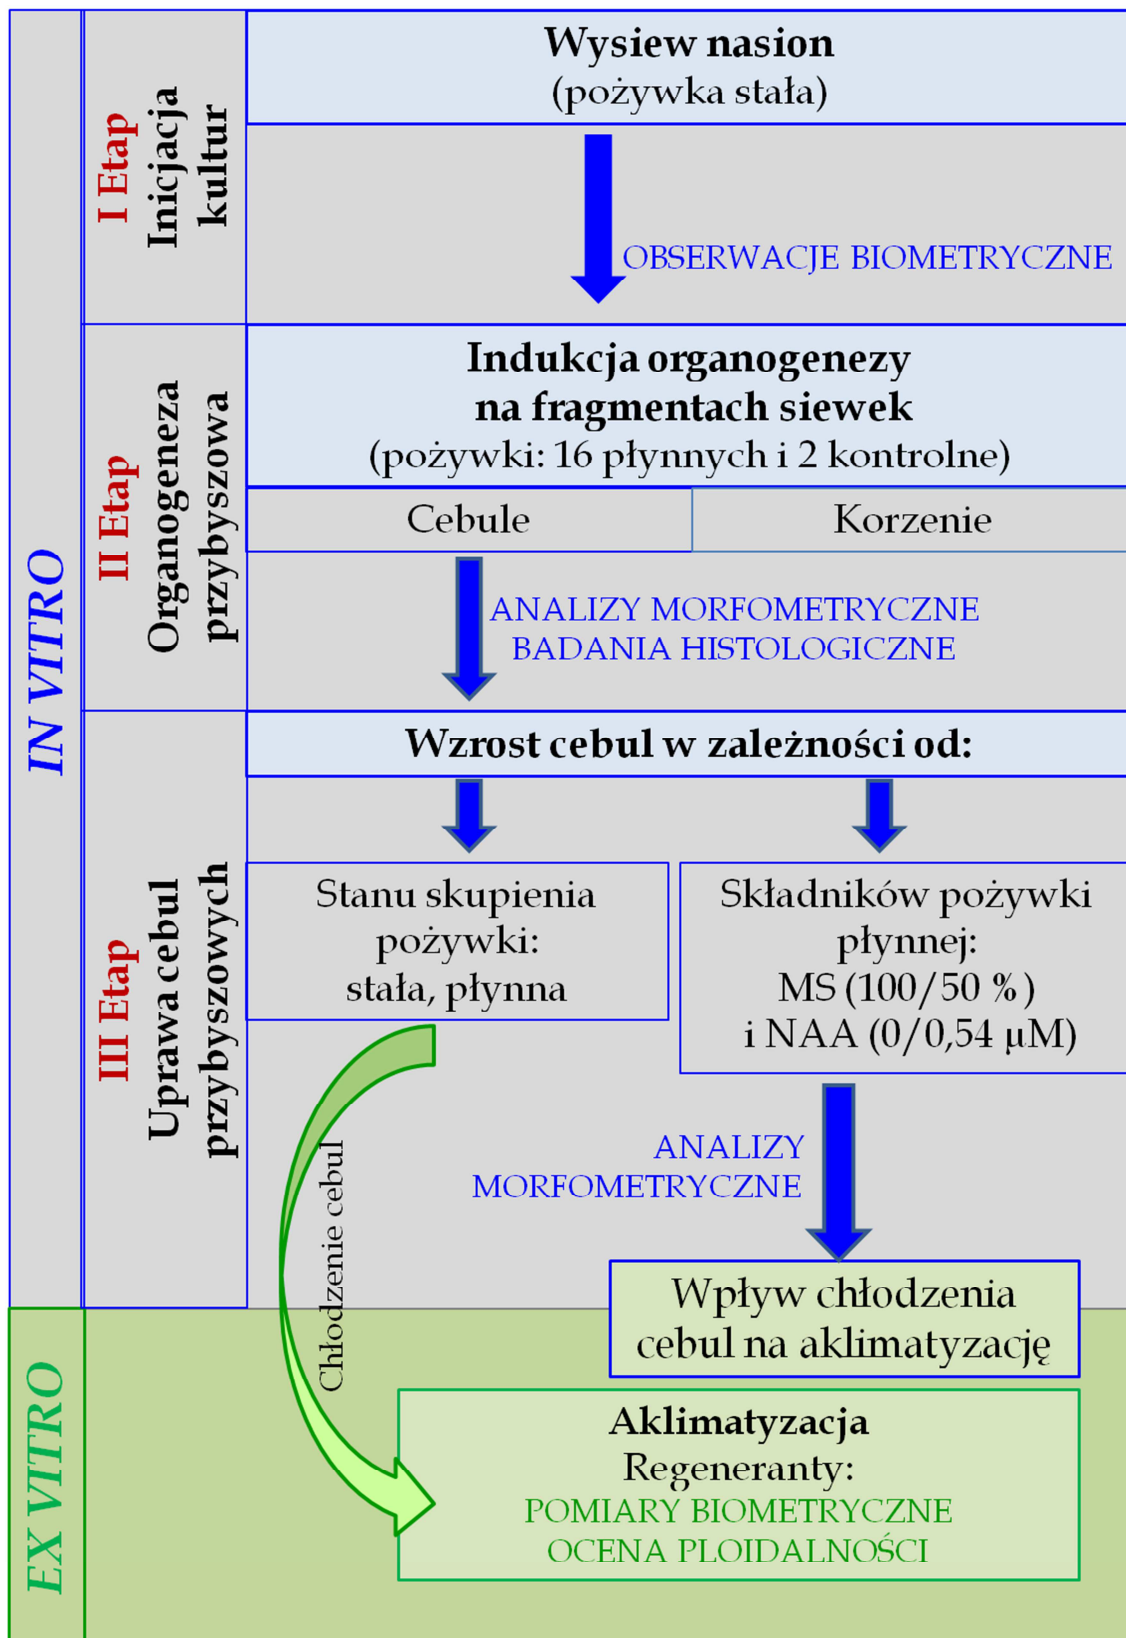 IN VITRO
I Etap
Inicjacja
kultur
Wysiew nasion
(pożywka stała)
OBSERWACJE BIOMETRYCZNE
II Etap
Organogeneza
przybyszowa
Indukcja organogenezy
na fragmentach siewek
(pożywki: 16 płynnych i 2 kontrolne)
Cebule
Korzenie
ANALIZY MORFOMETRYCZNE
BADANIA HISTOLOGICZNE
III Etap
Uprawa cebul
przybyszowych
Wzrost cebul w zależności od:
Stanu skupienia
pożywki:
stała, płynna
Składników pożywki
płynnej:
MS (100/50 %)
i NAA (0/0,54 μM)
Chłodzenie cebul
ANALIZY
MORFOMETRYCZNE
Wpływ chłodzenia
cebul na aklimatyzację
EX VITRO
Aklimatyzacja
Regeneranty:
POMIARY BIOMETRYCZNE
OCENA PLOIDALNOŚCI